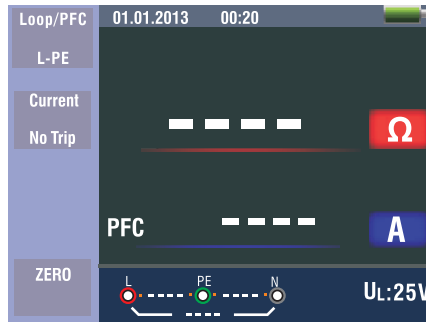 Loop/PFC 01.01.2013 00:20
L-PE
Current
No Trip
---- Ω
PFC ---- A
ZERO
L PE N
----
UL:25V